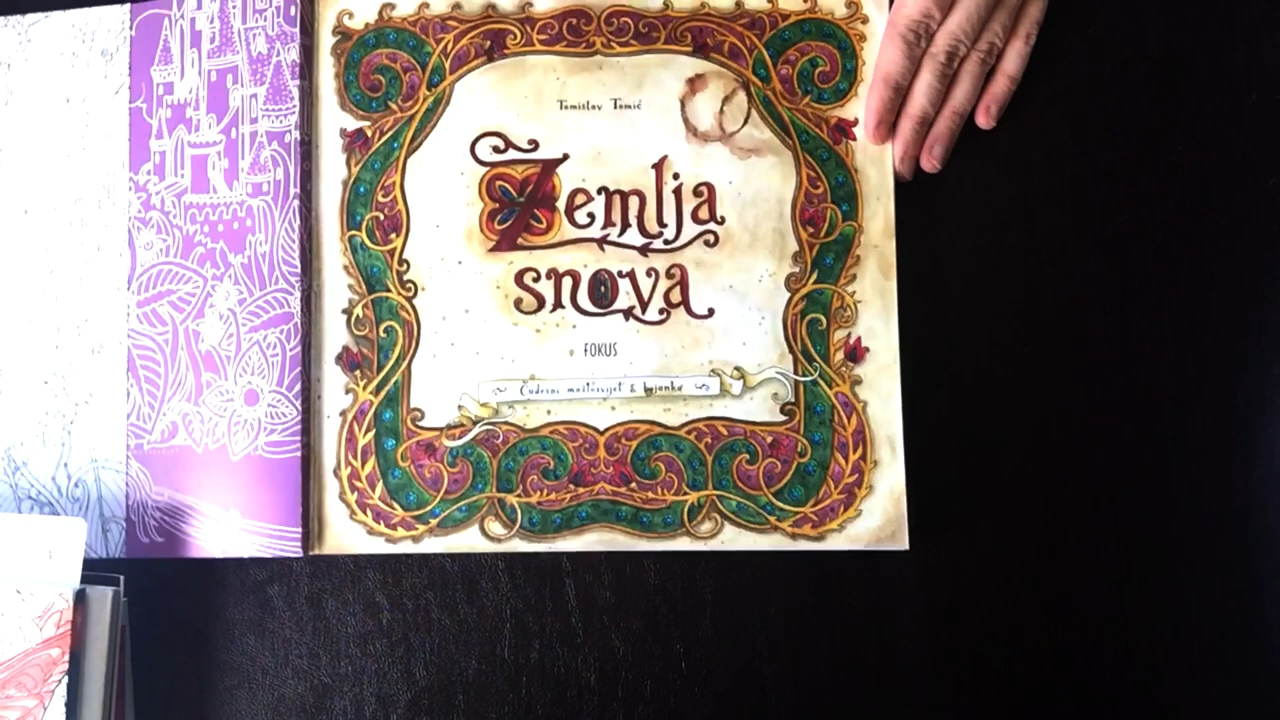 Tomislav Tomić
Zemlja
snova
FOKUS
Čudesni maštosvijet & bojanka